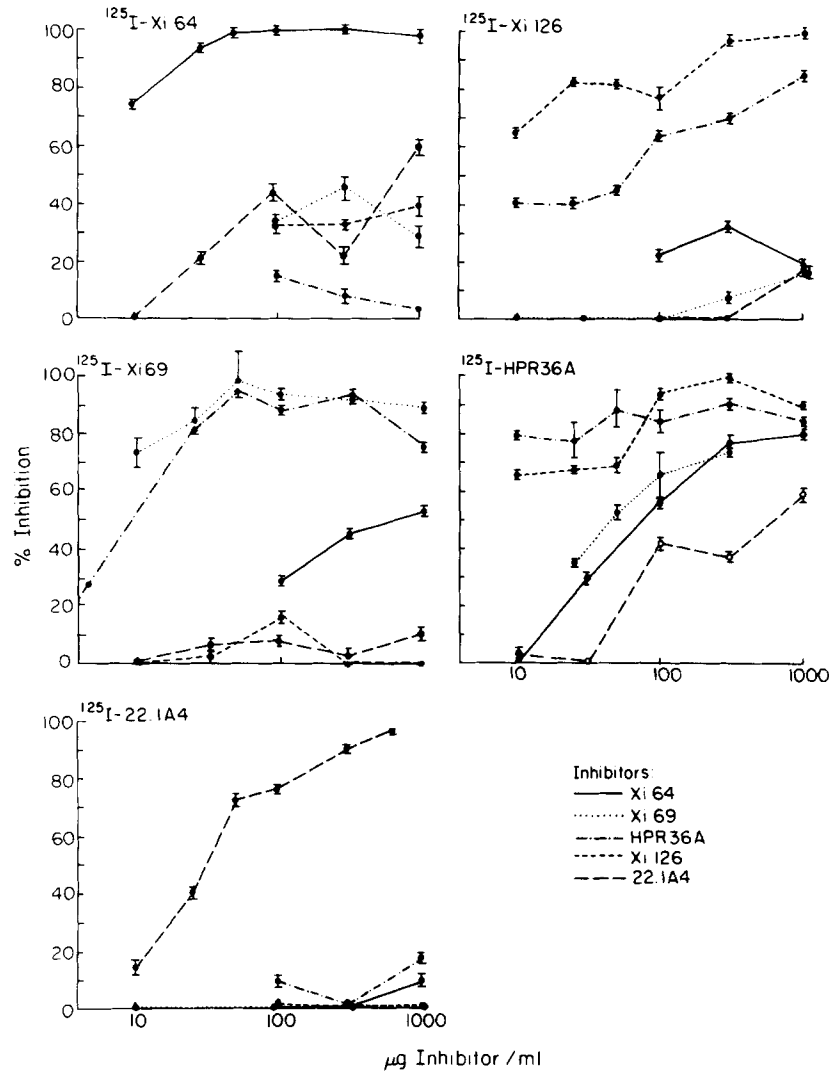 ¹²⁵I-Xi 64
100
80
60
40
20
0
¹²⁵I-Xi 126
¹²⁵I-Xi69
100
80
60
40
20
0
¹²⁵I-HPR36A
10
100
1000
% Inhibition
¹²⁵I-22.1A4
100
80
60
40
20
0
10
100
1000
µg Inhibitor /ml
Inhibitors:
Xi 64
Xi 69
HPR36A
Xi 126
22.1A4